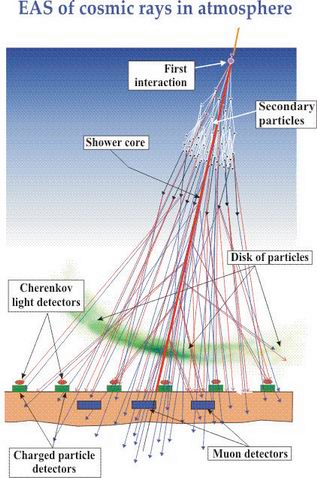 EAS of cosmic rays in atmosphere
First
interaction
Secondary
particles
Shower core
Disk of particles
Cherenkov
light detectors
Charged particle
detectors
Muon detectors